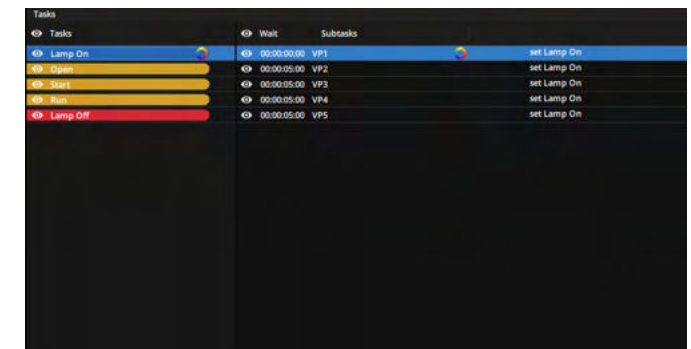 Tasks
Tasks Wait Subtasks
Lamp On 00:00:00:00 VP1 set Lamp On
Open 00:00:05:00 VP2 set Lamp On
Start 00:00:05:00 VP3 set Lamp On
Run 00:00:05:00 VP4 set Lamp On
Lamp Off 00:00:05:00 VP5 set Lamp On